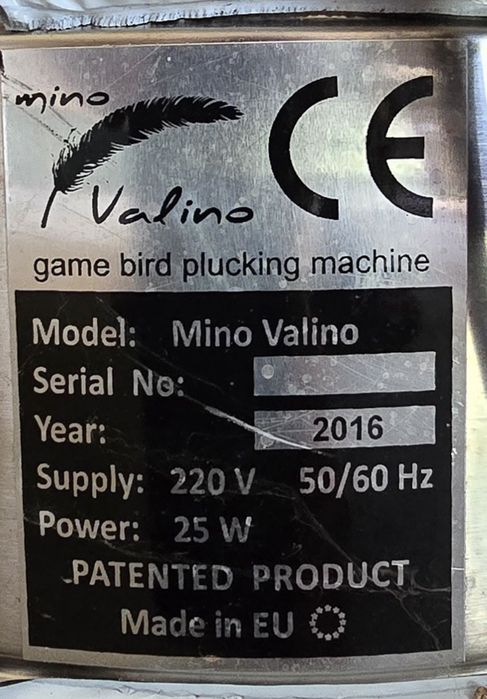 mino
Valino
CE
game bird plucking machine
Model: Mino Valino
Serial No:
Year: 2016
Supply: 220 V 50/60 Hz
Power: 25 W
PATENTED PRODUCT
Made in EU